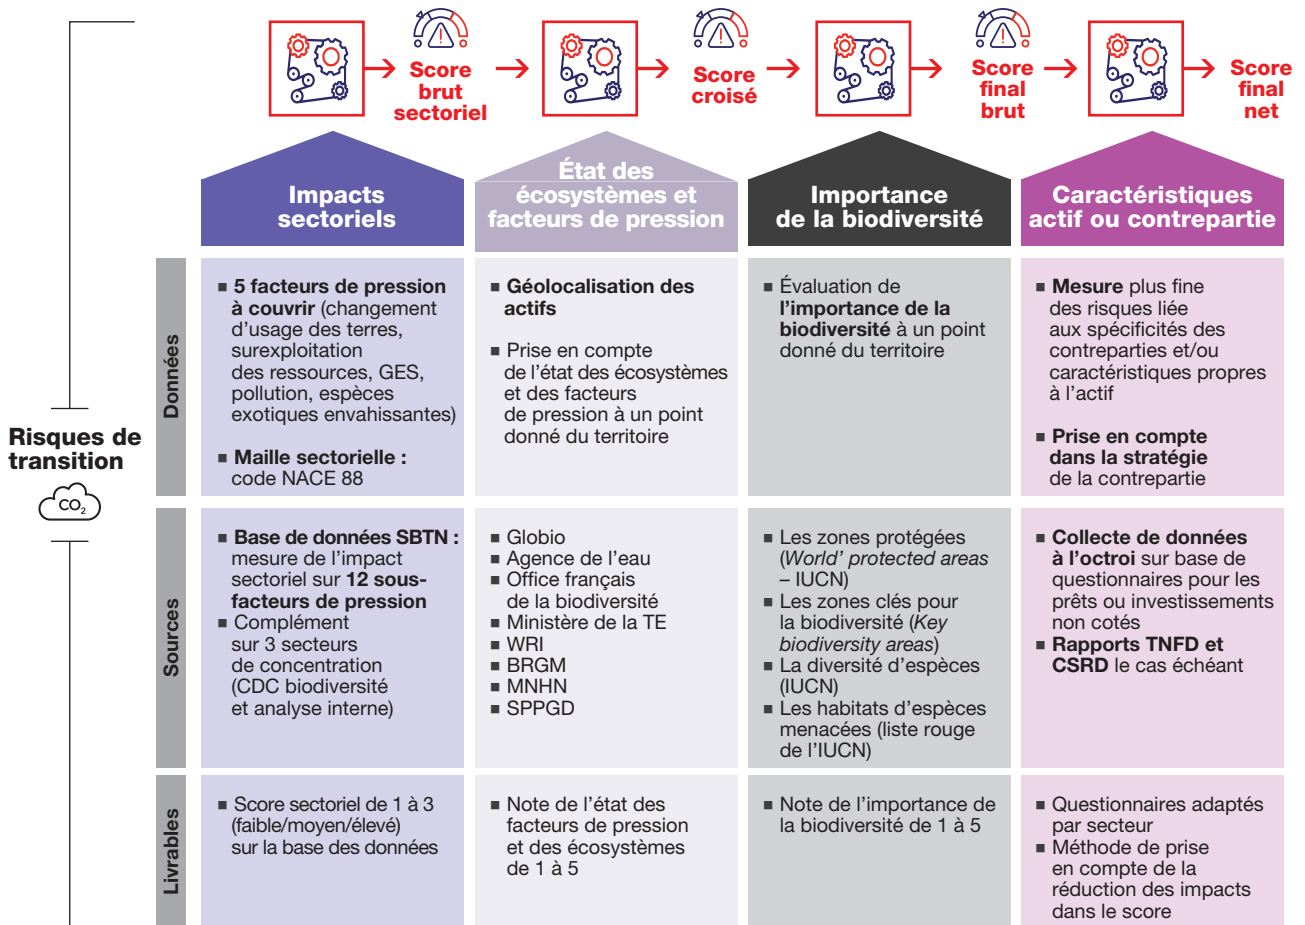 Score
brut
sectoriel
Score
croisé
Score
final
brut
Score
final
net
Impacts
sectoriels
État des
écosystèmes et
facteurs de pression
Importance
de la biodiversité
Caractéristiques
actif ou contrepartie
Risques de
transition
CO2
Données
■ 5 facteurs de pression
à couvrir (changement
d’usage des terres,
surexploitation
des ressources, GES,
pollution, espèces
exotiques envahissantes)
■ Maille sectorielle :
code NACE 88
■ Géolocalisation des
actifs
■ Prise en compte
de l’état des écosystèmes
et des facteurs
de pression à un point
donné du territoire
■ Évaluation de
l’importance de la
biodiversité à un point
donné du territoire
■ Mesure plus fine
des risques liée
aux spécificités des
contreparties et/ou
caractéristiques propres
à l’actif
■ Prise en compte
dans la stratégie
de la contrepartie
Sources
■ Base de données SBTN :
mesure de l’impact
sectoriel sur 12 sous-
facteurs de pression
■ Complément
sur 3 secteurs
de concentration
(CDC biodiversité
et analyse interne)
■ Globio
■ Agence de l’eau
■ Office français
de la biodiversité
■ Ministère de la TE
■ WRI
■ BRGM
■ MNHN
■ SPPGD
■ Les zones protégées
(World’ protected areas
– IUCN)
■ Les zones clés pour
la biodiversité (Key
biodiversity areas)
■ La diversité d’espèces
(IUCN)
■ Les habitats d’espèces
menacées (liste rouge
de l’IUCN)
■ Collecte de données
à l’octroi sur base de
questionnaires pour les
prêts ou investissements
non cotés
■ Rapports TNFD et
CSRD le cas échéant
Livrables
■ Score sectoriel de 1 à 3
(faible/moyen/élevé)
sur la base des données
■ Note de l’état des
facteurs de pression
et des écosystèmes
de 1 à 5
■ Note de l’importance de
la biodiversité de 1 à 5
■ Questionnaires adaptés
par secteur
■ Méthode de prise
en compte de la
réduction des impacts
dans le score